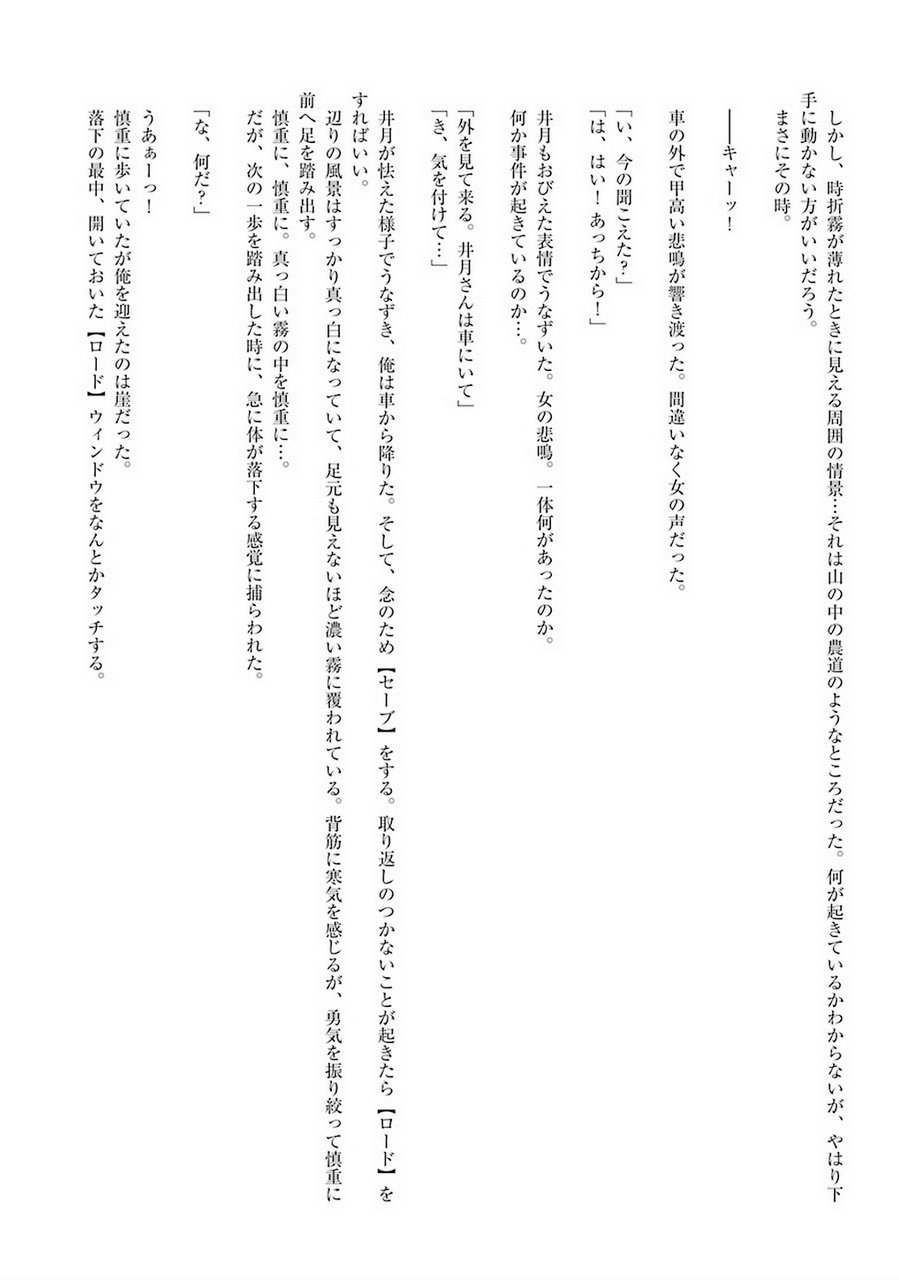 しかし、時折霧が薄れたときに見える周囲の情景…それは山の中の農道のようなところだった。何が起きているかわからないが、やはり下
手に動かない方がいいだろう。
まさにその時。
――キャーッ！
車の外で甲高い悲鳴が響き渡った。間違いなく女の声だった。
「い、今の聞こえた？」
「は、はい！あっちから！」
井月もおびえた表情でうなずいた。女の悲鳴。一体何があったのか。
何か事件が起きているのか…。
「外を見て来る。井月さんは車にいて」
「き、気を付けて…」
井月が怯えた様子でうなずき、俺は車から降りた。そして、念のため【セーブ】をする。取り返しのつかないことが起きたら【ロード】を
すればいい。
辺りの風景はすっかり真っ白になっていて、足元も見えないほど濃い霧に覆われている。背筋に寒気を感じるが、勇気を振り絞って慎重に
前へ足を踏み出す。
慎重に、慎重に。真っ白い霧の中を慎重に…。
だが、次の一歩を踏み出した時に、急に体が落下する感覚に捕らわれた。
「な、何だ？」
うあぁーっ！
慎重に歩いていたが俺を迎えたのは崖だった。
落下の最中、開いておいた【ロード】ウィンドウをなんとかタッチする。